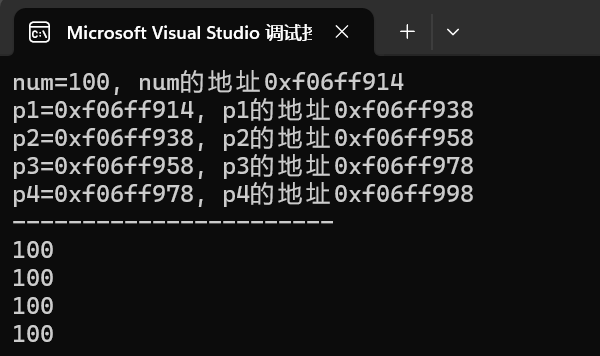 Microsoft Visual Studio 调试
num=100, num的地址0xf06ff914
p1=0xf06ff914, p1的地址0xf06ff938
p2=0xf06ff938, p2的地址0xf06ff958
p3=0xf06ff958, p3的地址0xf06ff978
p4=0xf06ff978, p4的地址0xf06ff998
-----------------------
100
100
100
100